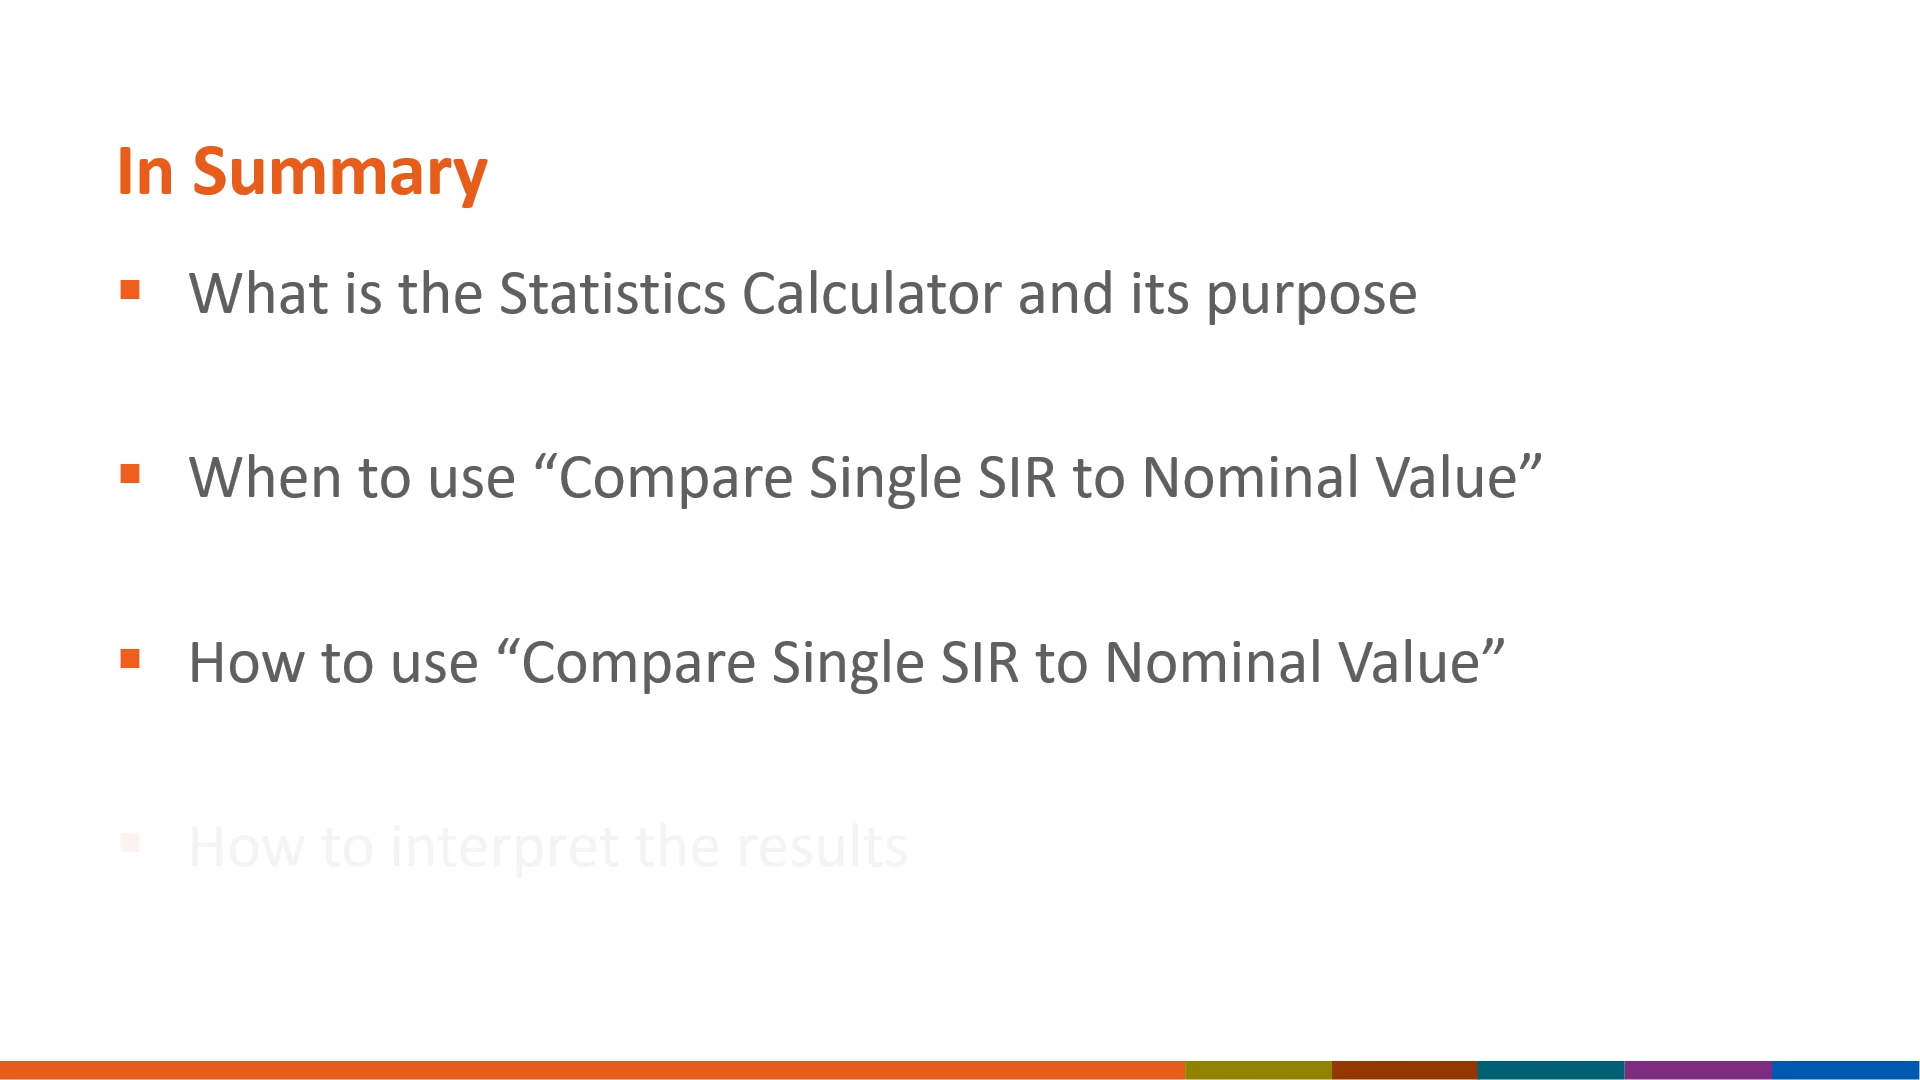 In Summary
▪ What is the Statistics Calculator and its purpose
▪ When to use “Compare Single SIR to Nominal Value”
▪ How to use “Compare Single SIR to Nominal Value”
▪ How to interpret the results